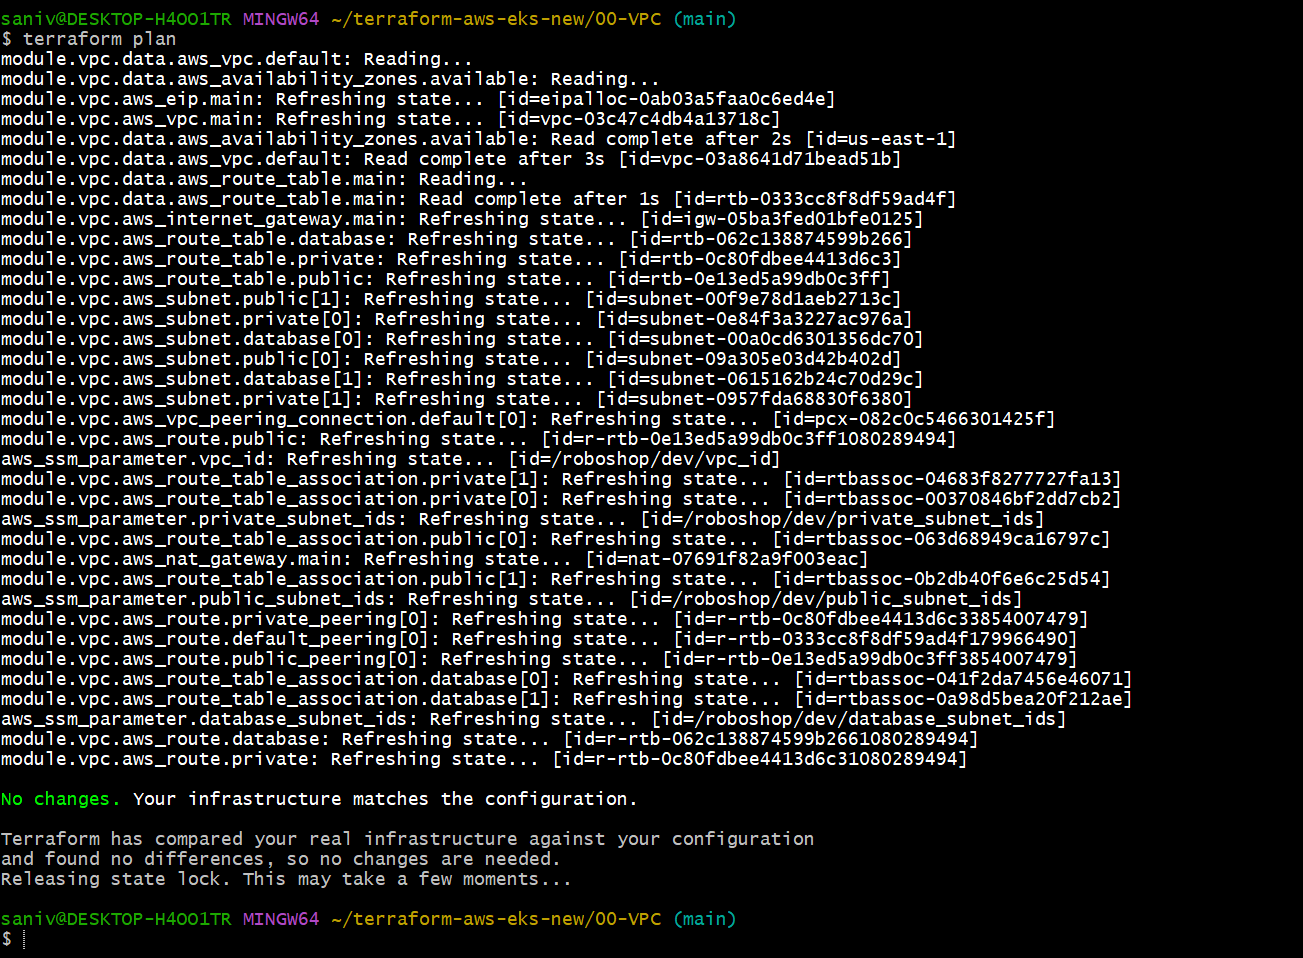 saniv@DESKTOP-H4OO1TR MINGW64 ~/terraform-aws-eks-new/00-VPC (main)
$ terraform plan
module.vpc.data.aws_vpc.default: Reading...
module.vpc.data.aws_availability_zones.available: Reading...
module.vpc.aws_eip.main: Refreshing state... [id=eipalloc-0ab03a5faa0c6ed4e]
module.vpc.aws_vpc.main: Refreshing state... [id=vpc-03c47c4db4a13718c]
module.vpc.data.aws_availability_zones.available: Read complete after 2s [id=us-east-1]
module.vpc.data.aws_vpc.default: Read complete after 3s [id=vpc-03a8641d71bead51b]
module.vpc.data.aws_route_table.main: Reading...
module.vpc.data.aws_route_table.main: Read complete after 1s [id=rtb-0333cc8f8df59ad4f]
module.vpc.aws_internet_gateway.main: Refreshing state... [id=igw-05ba3fed01bfe0125]
module.vpc.aws_route_table.database: Refreshing state... [id=rtb-062c138874599b266]
module.vpc.aws_route_table.private: Refreshing state... [id=rtb-0c80fdbee4413d6c3]
module.vpc.aws_route_table.public: Refreshing state... [id=rtb-0e13ed5a99db0c3ff]
module.vpc.aws_subnet.public[1]: Refreshing state... [id=subnet-00f9e78d1aeb2713c]
module.vpc.aws_subnet.private[0]: Refreshing state... [id=subnet-0e84f3a3227ac976a]
module.vpc.aws_subnet.database[0]: Refreshing state... [id=subnet-00a0cd6301356dc70]
module.vpc.aws_subnet.public[0]: Refreshing state... [id=subnet-09a305e03d42b402d]
module.vpc.aws_subnet.database[1]: Refreshing state... [id=subnet-0615162b24c70d29c]
module.vpc.aws_subnet.private[1]: Refreshing state... [id=subnet-0957fda68830f6380]
module.vpc.aws_vpc_peering_connection.default[0]: Refreshing state... [id=pcx-082c0c5466301425f]
module.vpc.aws_route.public: Refreshing state... [id=r-rtb-0e13ed5a99db0c3ff1080289494]
aws_ssm_parameter.vpc_id: Refreshing state... [id=/roboshop/dev/vpc_id]
module.vpc.aws_route_table_association.private[1]: Refreshing state... [id=rtbassoc-04683f8277727fa13]
module.vpc.aws_route_table_association.private[0]: Refreshing state... [id=rtbassoc-00370846bf2dd7cb2]
aws_ssm_parameter.private_subnet_ids: Refreshing state... [id=/roboshop/dev/private_subnet_ids]
module.vpc.aws_route_table_association.public[0]: Refreshing state... [id=rtbassoc-063d68949ca16797c]
module.vpc.aws_nat_gateway.main: Refreshing state... [id=nat-07691f82a9f003eac]
module.vpc.aws_route_table_association.public[1]: Refreshing state... [id=rtbassoc-0b2db40f6e6c25d54]
aws_ssm_parameter.public_subnet_ids: Refreshing state... [id=/roboshop/dev/public_subnet_ids]
module.vpc.aws_route.private_peering[0]: Refreshing state... [id=r-rtb-0c80fdbee4413d6c33854007479]
module.vpc.aws_route.default_peering[0]: Refreshing state... [id=r-rtb-0333cc8f8df59ad4f179966490]
module.vpc.aws_route.public_peering[0]: Refreshing state... [id=r-rtb-0e13ed5a99db0c3ff3854007479]
module.vpc.aws_route_table_association.database[0]: Refreshing state... [id=rtbassoc-041f2da7456e46071]
module.vpc.aws_route_table_association.database[1]: Refreshing state... [id=rtbassoc-0a98d5bea20f212ae]
aws_ssm_parameter.database_subnet_ids: Refreshing state... [id=/roboshop/dev/database_subnet_ids]
module.vpc.aws_route.database: Refreshing state... [id=r-rtb-062c138874599b2661080289494]
module.vpc.aws_route.private: Refreshing state... [id=r-rtb-0c80fdbee4413d6c31080289494]
No changes. Your infrastructure matches the configuration.
Terraform has compared your real infrastructure against your configuration
and found no differences, so no changes are needed.
Releasing state lock. This may take a few moments...
saniv@DESKTOP-H4OO1TR MINGW64 ~/terraform-aws-eks-new/00-VPC (main)
$